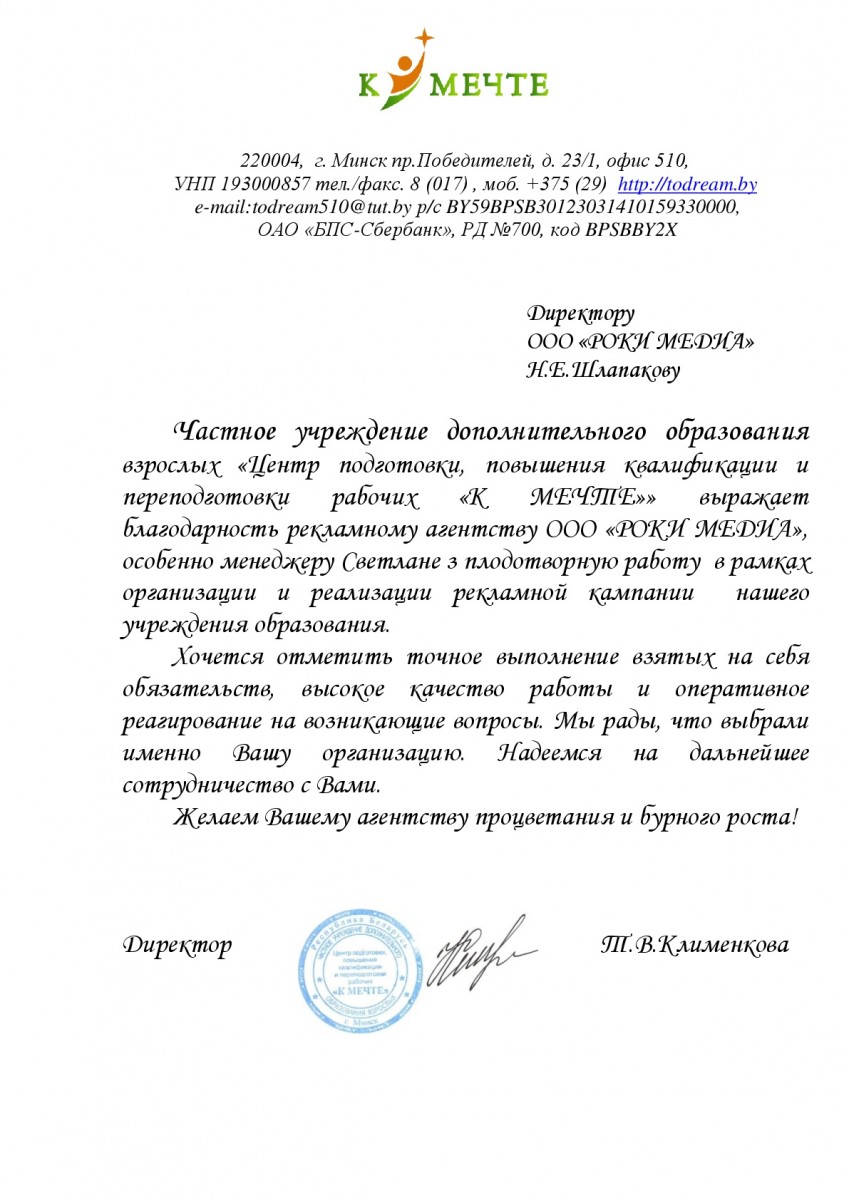 К МЕЧТЕ
220004, г. Минск пр.Победителей, д. 23/1, офис 510,
УНП 193000857 тел./факс. 8 (017) , моб. +375 (29) http://todream.by
e-mail:todream510@tut.by р/с BY59BPSB30123031410159330000,
ОАО «БПС-Сбербанк», РД №700, код BPSBBY2X
Директору
ООО «РОКИ МЕДИА»
Н.Е.Шлапакову
Частное учреждение дополнительного образования
взрослых «Центр подготовки, повышения квалификации и
переподготовки рабочих «К МЕЧТЕ»» выражает
благодарность рекламному агентству ООО «РОКИ МЕДИА»,
особенно менеджеру Светлане з плодотворную работу в рамках
организации и реализации рекламной кампании нашего
учреждения образования.
Хочется отметить точное выполнение взятых на себя
обязательств, высокое качество работы и оперативное
реагирование на возникающие вопросы. Мы рады, что выбрали
именно Вашу организацию. Надеемся на дальнейшее
сотрудничество с Вами.
Желаем Вашему агентству процветания и бурного роста!
Директор
Республика Беларусь
Центр подготовки,
повышения
квалификации
и переподготовки
рабочих
«К МЕЧТЕ»
ОБРАЗОВАНИЯ ВЗРОСЛЫХ
г. Минск
Т.В.Клименкова